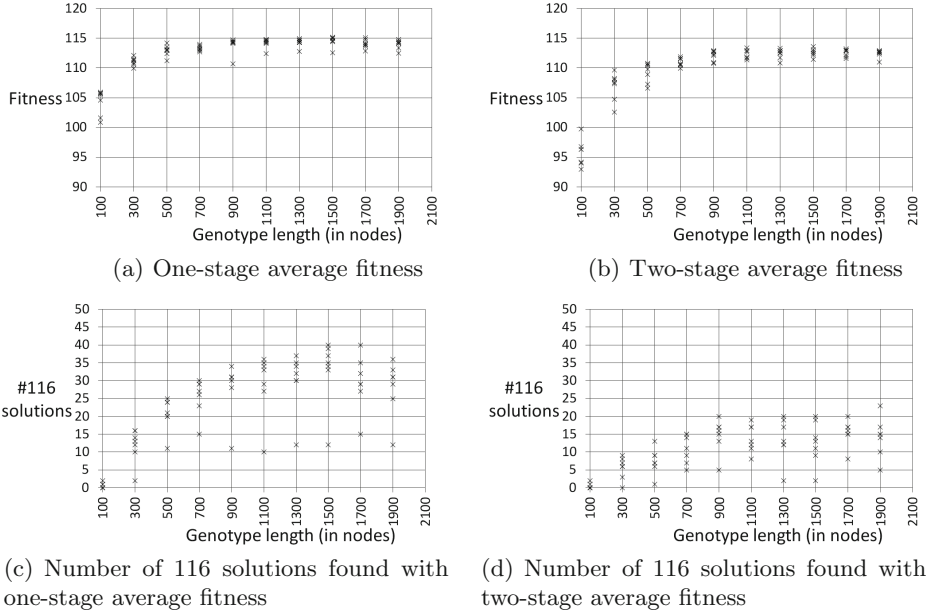 120
115
110
105
100
95
90
Fitness
100 300 500 700 900 1100 1300 1500 1700 1900 2100
Genotype length (in nodes)
(a) One-stage average fitness
120
115
110
105
100
95
90
Fitness
100 300 500 700 900 1100 1300 1500 1700 1900 2100
Genotype length (in nodes)
(b) Two-stage average fitness
50
45
40
35
30
25
20
15
10
5
0
#116
solutions
100 300 500 700 900 1100 1300 1500 1700 1900 2100
Genotype length (in nodes)
(c) Number of 116 solutions found with
one-stage average fitness
50
45
40
35
30
25
20
15
10
5
0
#116
solutions
100 300 500 700 900 1100 1300 1500 1700 1900 2100
Genotype length (in nodes)
(d) Number of 116 solutions found with
two-stage average fitness